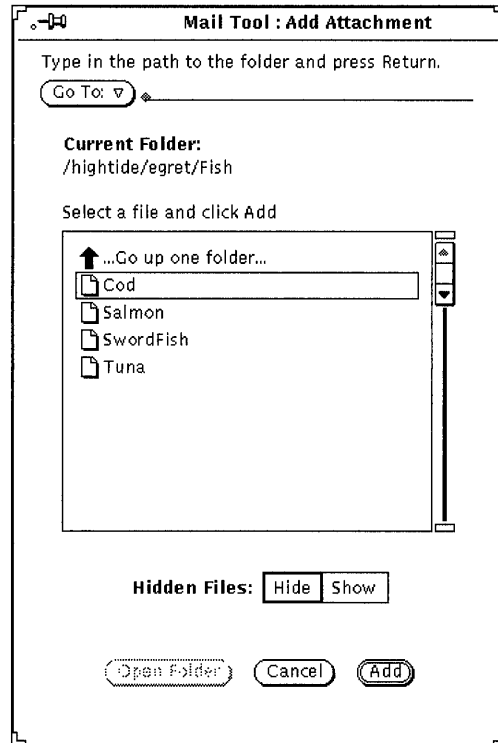 Mail Tool : Add Attachment
Type in the path to the folder and press Return.
Go To:
Current Folder:
/hightide/egret/Fish
Select a file and click Add
...Go up one folder...
Cod
Salmon
SwordFish
Tuna
Hidden Files: Hide Show
Open Folder Cancel Add